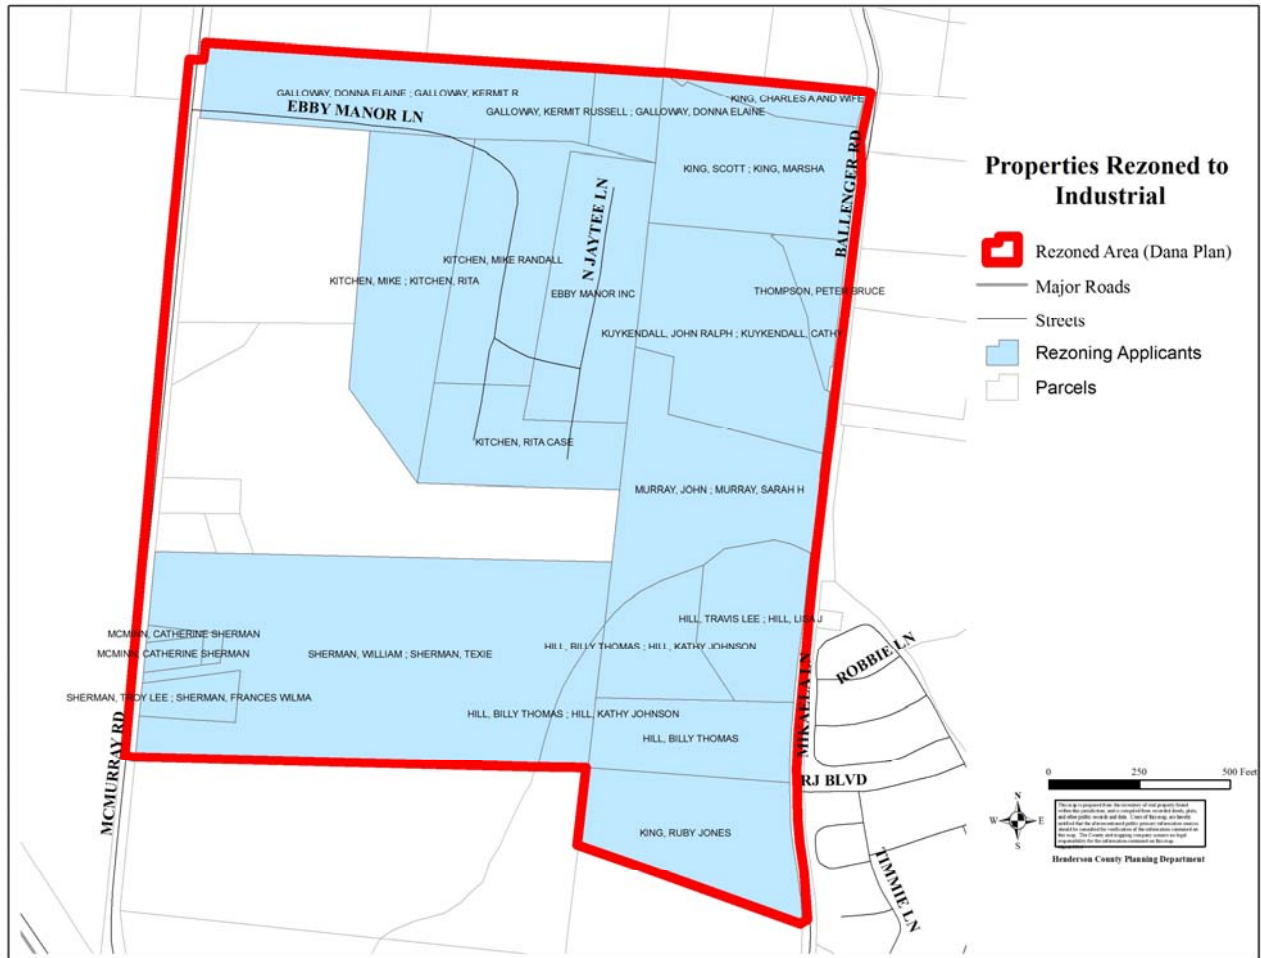 GALLOWAY, DONNA ELAINE ; GALLOWAY, KERMIT R
KING, CHARLES A AND WIFE
EBBY MANOR LN
GALLOWAY, KERMIT RUSSELL ; GALLOWAY, DONNA ELAINE
KING, SCOTT ; KING, MARSHA
BALLENGER RD
N JAYTEE LN
KITCHEN, MIKE RANDALL
KITCHEN, MIKE ; KITCHEN, RITA
EBBY MANOR INC
THOMPSON, PETER BRUCE
KUYKENDALL, JOHN RALPH ; KUYKENDALL, CATHY
KITCHEN, RITA CASE
MURRAY, JOHN ; MURRAY, SARAH H
HILL, TRAVIS LEE ; HILL, LISA J
MCMINN, CATHERINE SHERMAN
HILL, BILLY THOMAS ; HILL, KATHY JOHNSON
MCMINN, CATHERINE SHERMAN
SHERMAN, WILLIAM ; SHERMAN, TEXIE
ROBBIE LN
SHERMAN, TROY LEE ; SHERMAN, FRANCES WILMA
HILL, BILLY THOMAS ; HILL, KATHY JOHNSON
MIKAELA LN
HILL, BILLY THOMAS
MCMURRAY RD
RJ BLVD
KING, RUBY JONES
TIMMIE LN
Properties Rezoned to
Industrial
Rezoned Area (Dana Plan)
Major Roads
Streets
Rezoning Applicants
Parcels
0 250 500 Feet
N
W E
S
Henderson County Planning Department